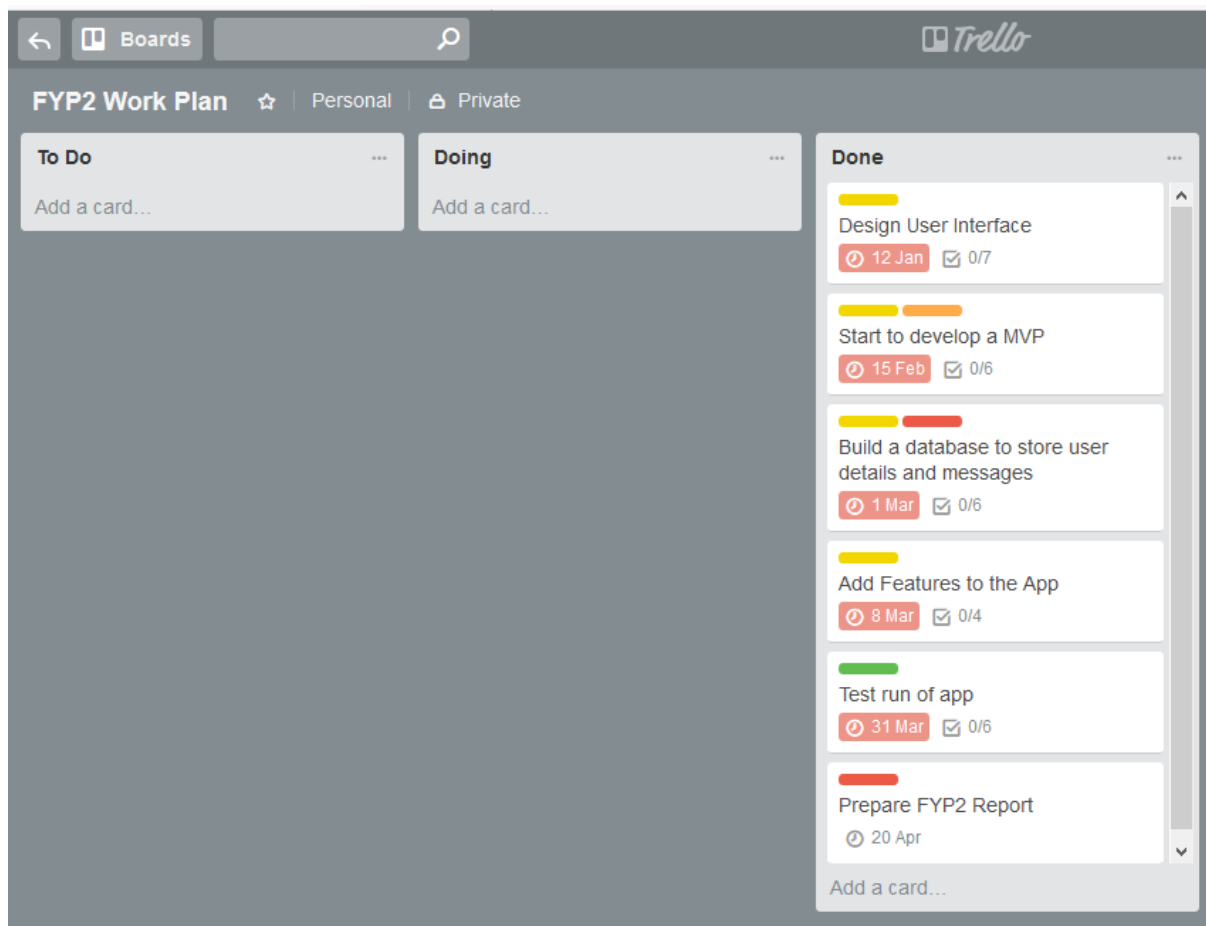 Boards
Trello
FYP2 Work Plan Personal Private
To Do
Add a card...
Doing
Add a card...
Done
Design User Interface
12 Jan 0/7
Start to develop a MVP
15 Feb 0/6
Build a database to store user
details and messages
1 Mar 0/6
Add Features to the App
8 Mar 0/4
Test run of app
31 Mar 0/6
Prepare FYP2 Report
20 Apr
Add a card...